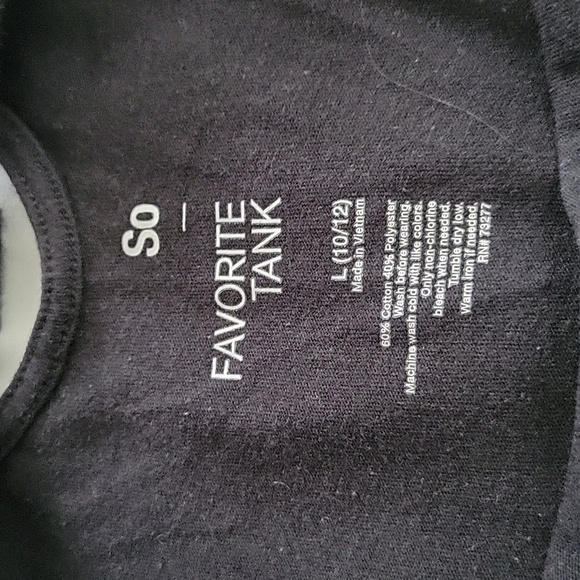 So
FAVORITE
TANK
L (10/12)
Made in Vietnam
60% Cotton 40% Polyester
Wash before wearing.
Machine wash cold with like colors.
Only non-chlorine
bleach when needed.
Tumble dry low.
Warm iron if needed.
RN# 73277